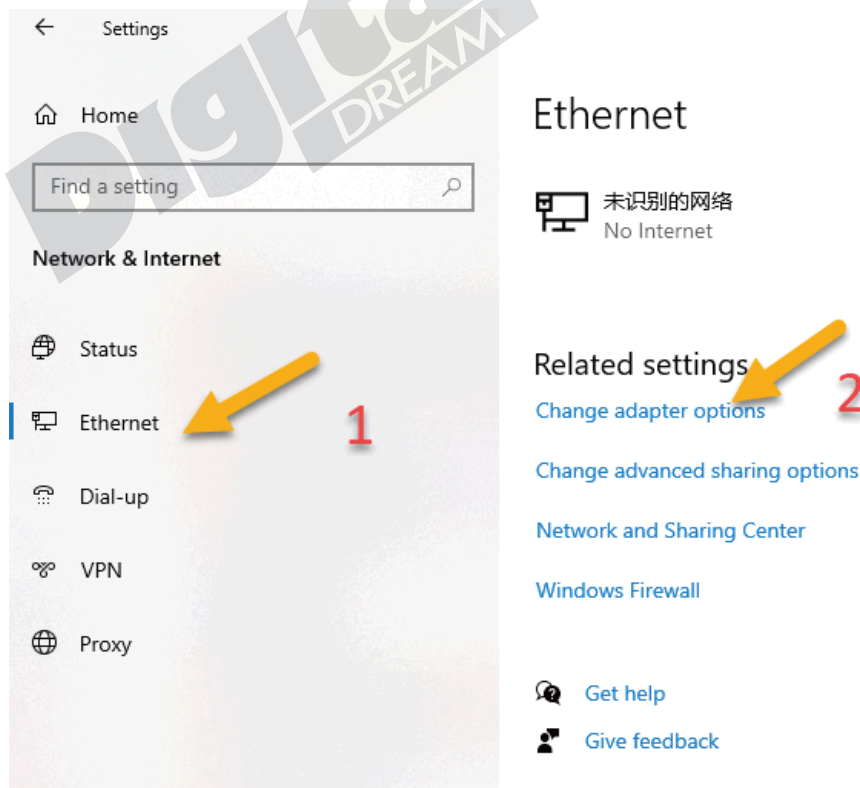 Settings
Home
Find a setting
Network & Internet
Status
Ethernet
1
Dial-up
VPN
Proxy
Ethernet
未识别的网络
No Internet
Related settings
Change adapter options
2
Change advanced sharing options
Network and Sharing Center
Windows Firewall
Get help
Give feedback
Digital
DREAM